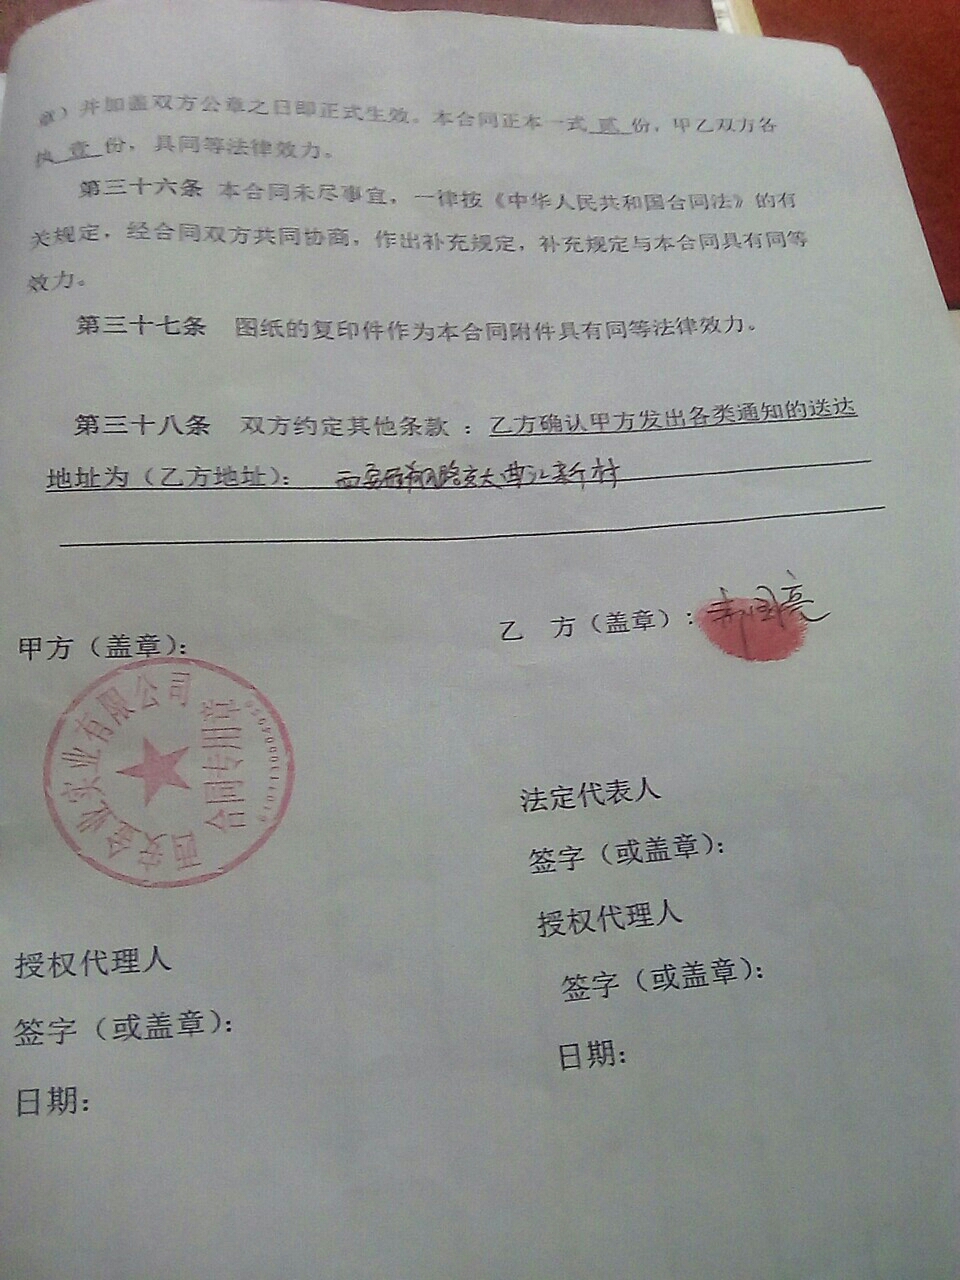 章）并加盖双方公章之日即正式生效。本合同正本一式 贰 份，甲乙双方各
执 壹 份，具同等法律效力。
第三十六条 本合同未尽事宜，一律按《中华人民共和国合同法》的有
关规定，经合同双方共同协商，作出补充规定，补充规定与本合同具有同等
效力。
第三十七条 图纸的复印件作为本合同附件具有同等法律效力。
第三十八条 双方约定其他条款：乙方确认甲方发出各类通知的送达
地址为（乙方地址）： 西安 翔路交大曲江新村
甲方（盖章）：
乙 方（盖章）：
西安 业实业有限公司
合同专用章
法定代表人
签字（或盖章）：
授权代理人
签字（或盖章）：
日期：
授权代理人
签字（或盖章）：
日期：